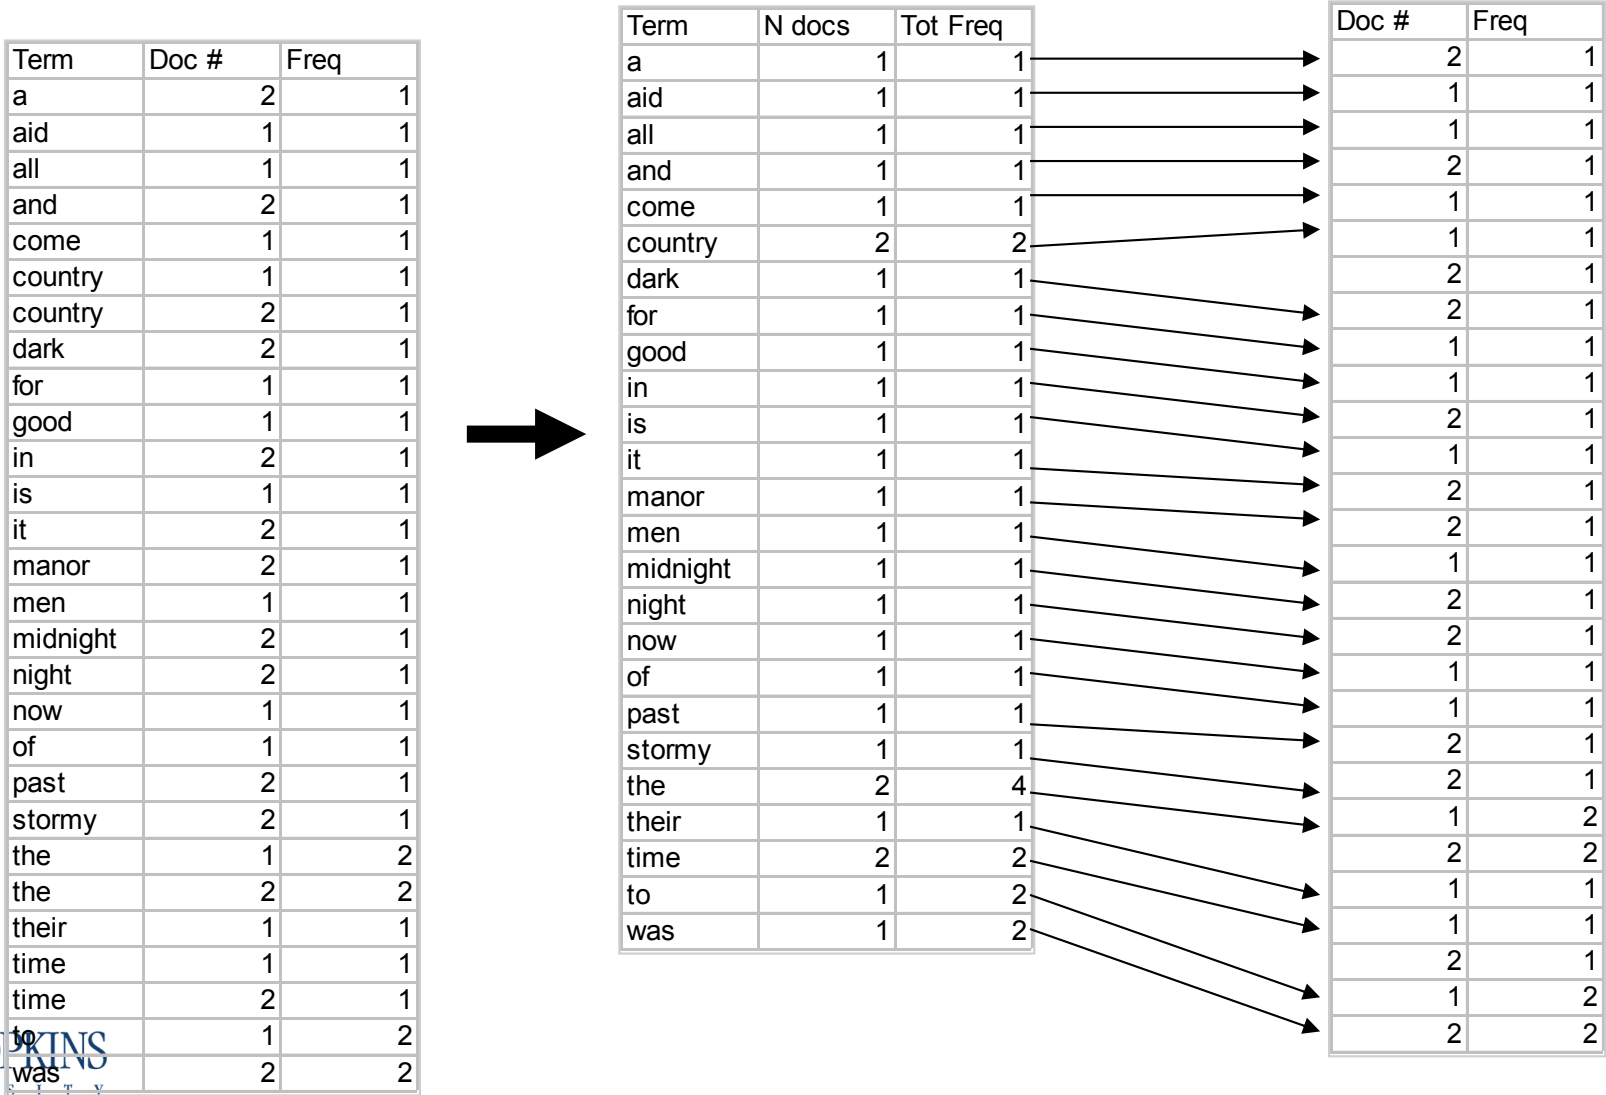 Term Doc # Freq
a 2 1
aid 1 1
all 1 1
and 2 1
come 1 1
country 1 1
country 2 1
dark 2 1
for 1 1
good 1 1
in 2 1
is 1 1
it 2 1
manor 2 1
men 1 1
midnight 2 1
night 2 1
now 1 1
of 1 1
past 2 1
stormy 2 1
the 1 2
the 2 2
their 1 1
time 1 1
time 2 1
to 1 2
was 2 2
PKINS
S I T Y
Term N docs Tot Freq
a 1 1
aid 1 1
all 1 1
and 1 1
come 1 1
country 2 2
dark 1 1
for 1 1
good 1 1
in 1 1
is 1 1
it 1 1
manor 1 1
men 1 1
midnight 1 1
night 1 1
now 1 1
of 1 1
past 1 1
stormy 1 1
the 2 4
their 1 1
time 2 2
to 1 2
was 1 2
Doc # Freq
2 1
1 1
1 1
2 1
1 1
1 1
2 1
2 1
1 1
1 1
2 1
1 1
2 1
2 1
1 1
2 1
2 1
1 1
1 1
2 1
2 1
1 2
2 2
1 1
1 1
2 1
1 2
2 2